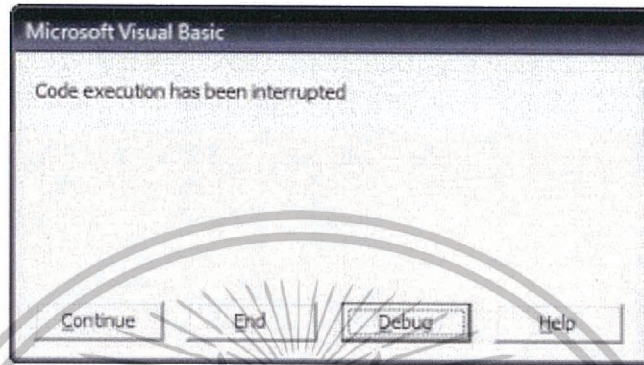 Microsoft Visual Basic
Code execution has been interrupted
Continue
End
Debug
Help